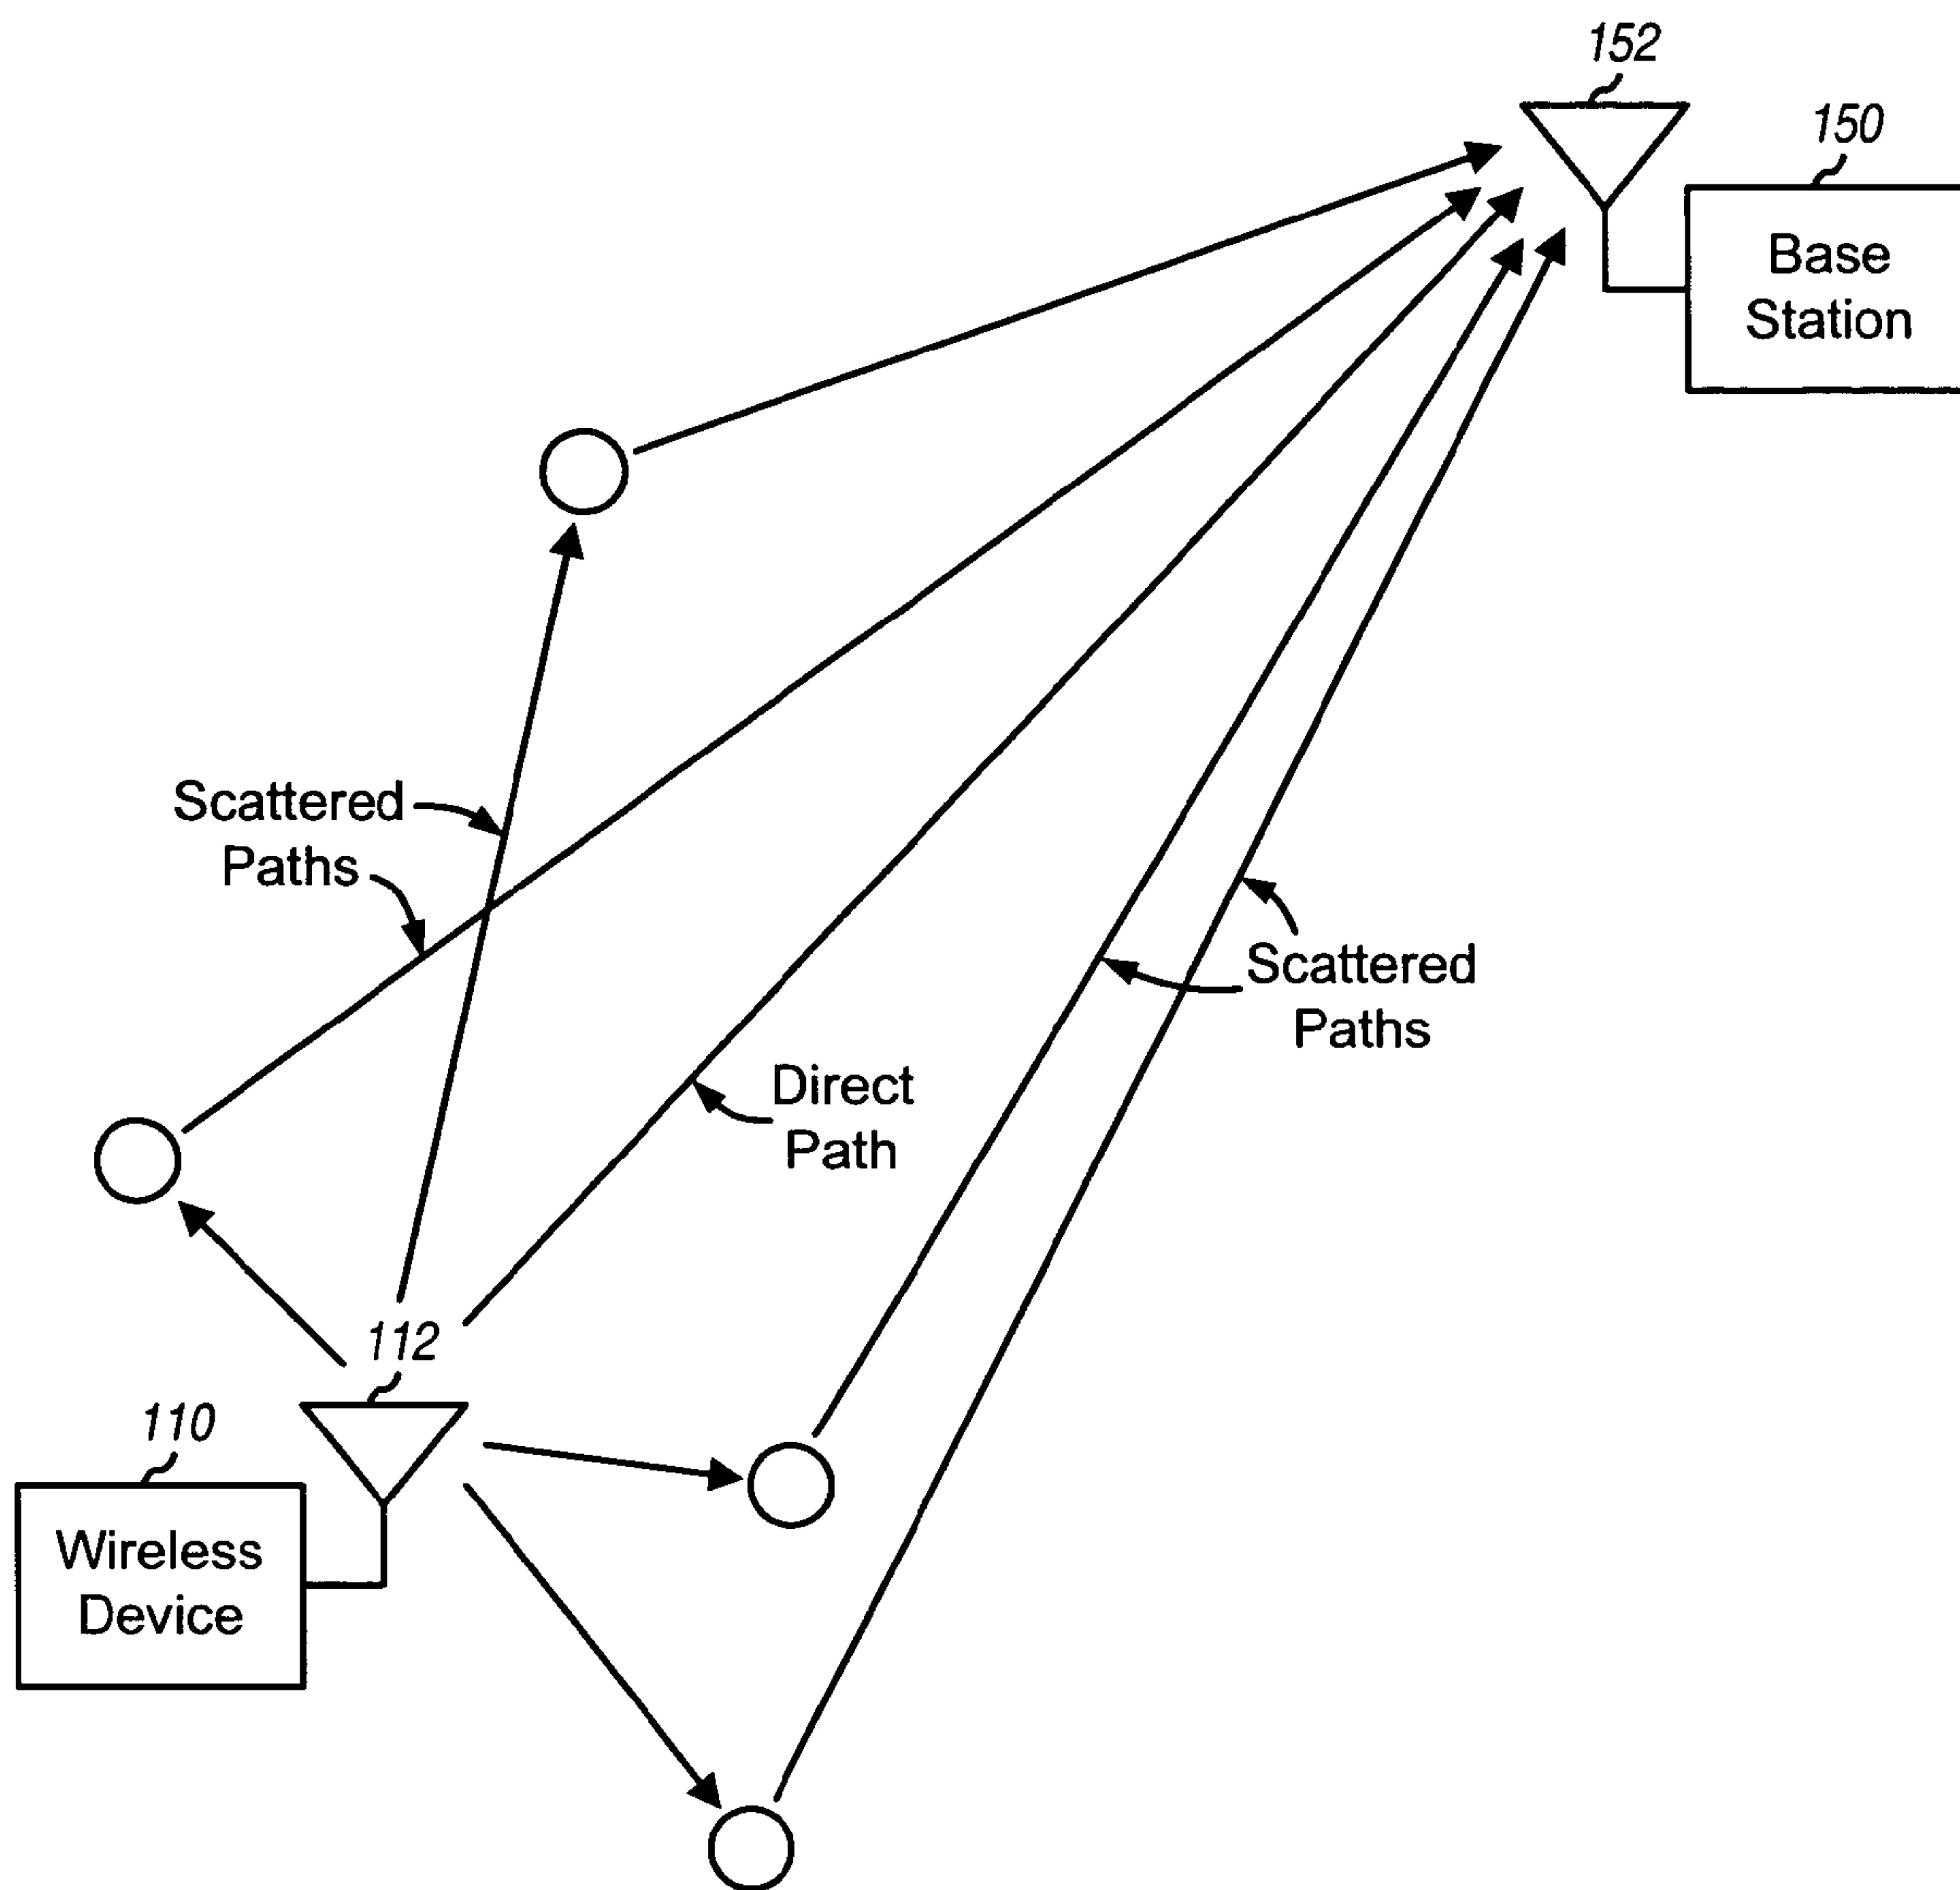 152
150
Base
Station
Scattered
Paths
Scattered
Paths
Direct
Path
112
110
Wireless
Device